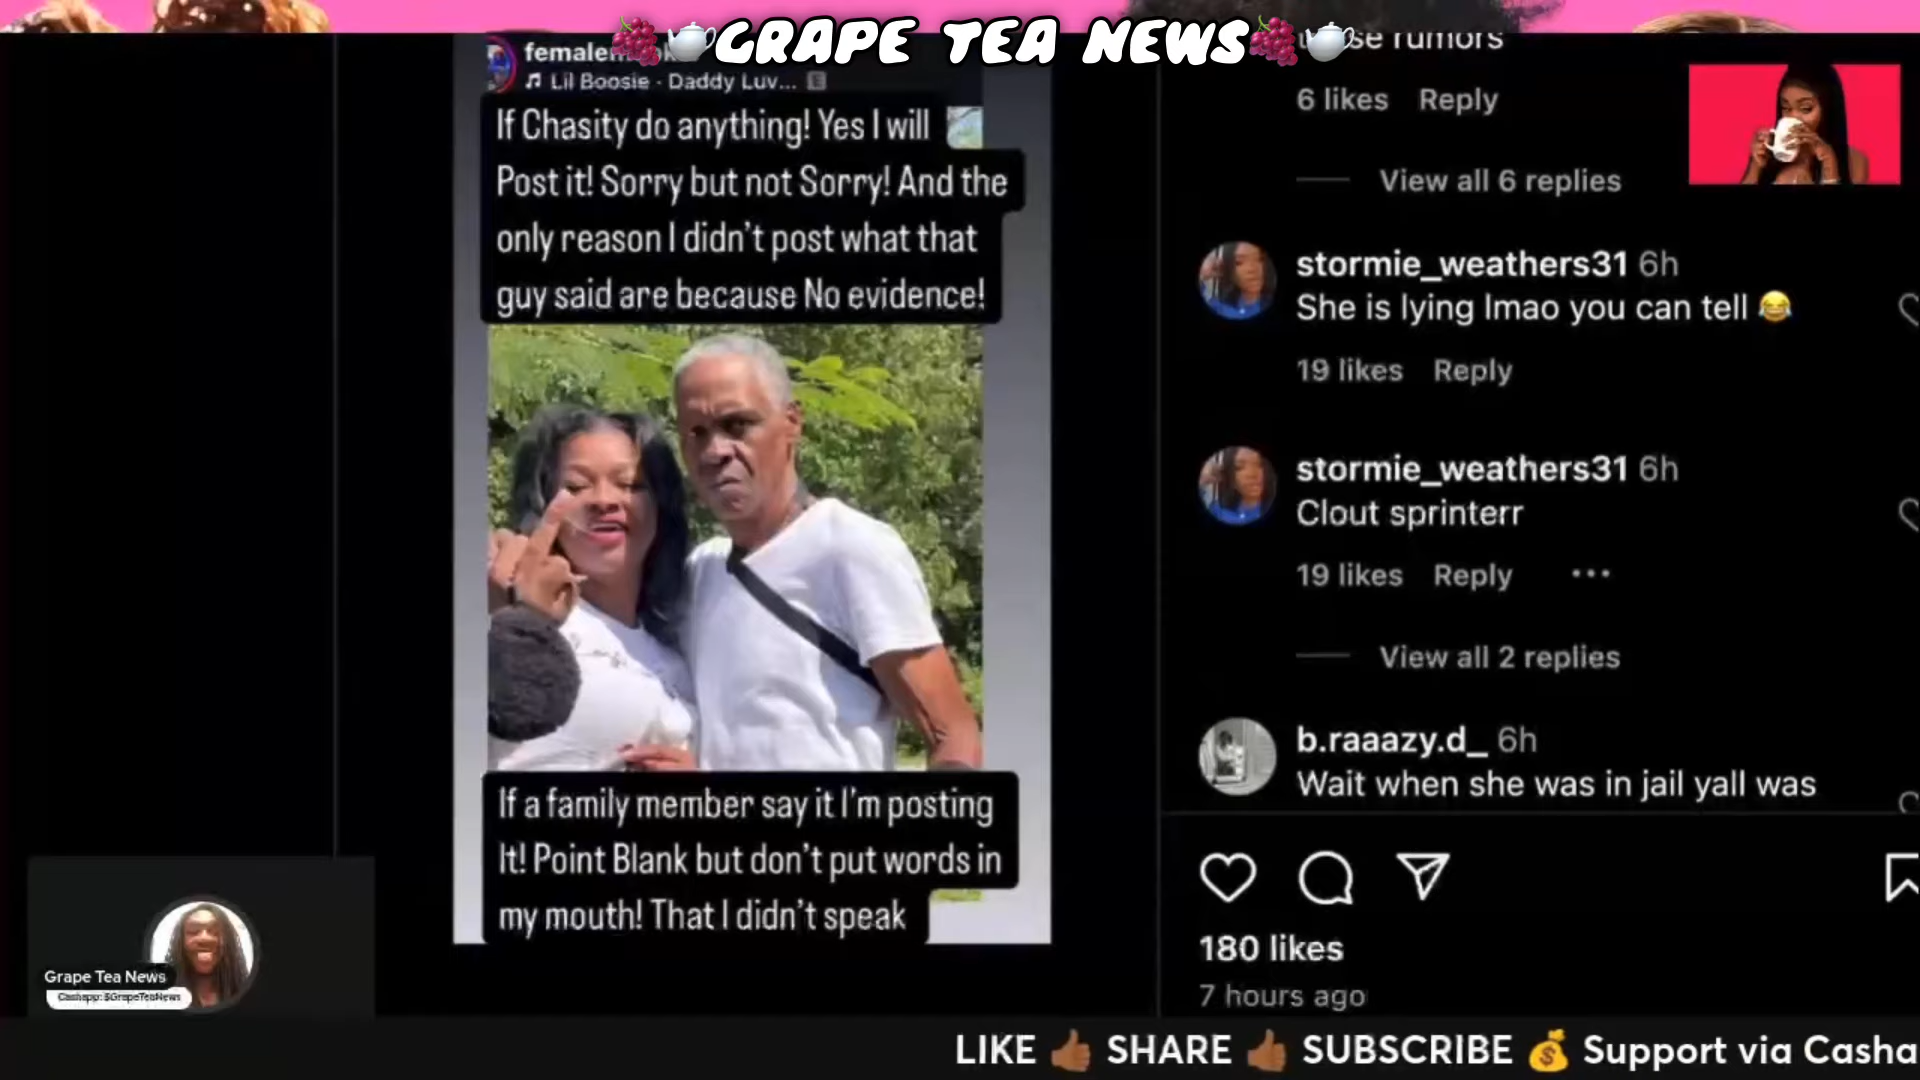 GRAPE TEA NEWS
Lil Boosie - Daddy Luv... E
If Chasity do anything! Yes I will
Post it! Sorry but not Sorry! And the
only reason I didn't post what that
guy said are because No evidence!
If a family member say it I'm posting
It! Point Blank but don't put words in
my mouth! That I didn't speak
rumors
6 likes Reply
View all 6 replies
stormie_weathers31 6h
She is lying lmao you can tell 😂
19 likes Reply
stormie_weathers31 6h
Clout sprinterr
19 likes Reply
View all 2 replies
b.raaazy.d_ 6h
Wait when she was in jail yall was
180 likes
7 hours ago
Grape Tea News
Cashapp: $GrapeTeaNews
LIKE 👍🏾 SHARE 👍🏾 SUBSCRIBE 💰 Support via Casha